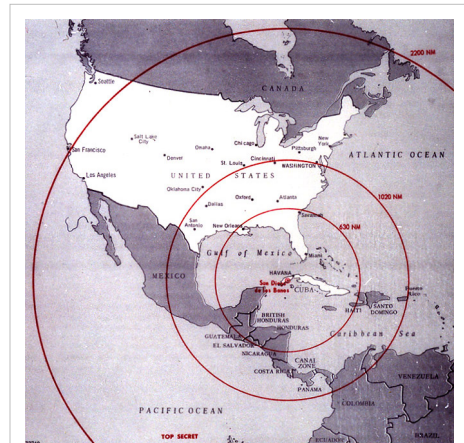 2200 NM
CANADA
Seattle
Salt Lake
City
Omaha
Chicago
Pittsburgh
New
York
San Francisco
Denver
St. Louis
Cincinnati
WASHINGTON
ATLANTIC OCEAN
Los Angeles
UNITED STATES
Oklahoma City
Oxford
Atlanta
1020 NM
Dallas
San
Antonio
New Orleans
Savannah
630 NM
Gulf of Mexico
Miami
MEXICO
HAVANA
San Diego
de los Banos
CUBA
HAITI
SANTO
DOMINGO
BRITISH
HONDURAS
HONDURAS
Caribbean Sea
GUATEMALA
EL SALVADOR
NICARAGUA
CANAL
ZONE
COSTA RICA
PANAMA
VENEZUELA
COLOMBIA
PACIFIC OCEAN
TOP SECRET
ECUADOR